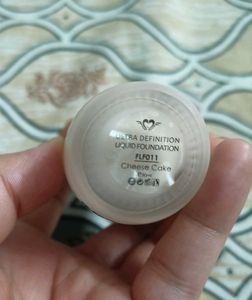 ULTRA DEFINITION
LIQUID FOUNDATION
FLF011
Cheese Cake